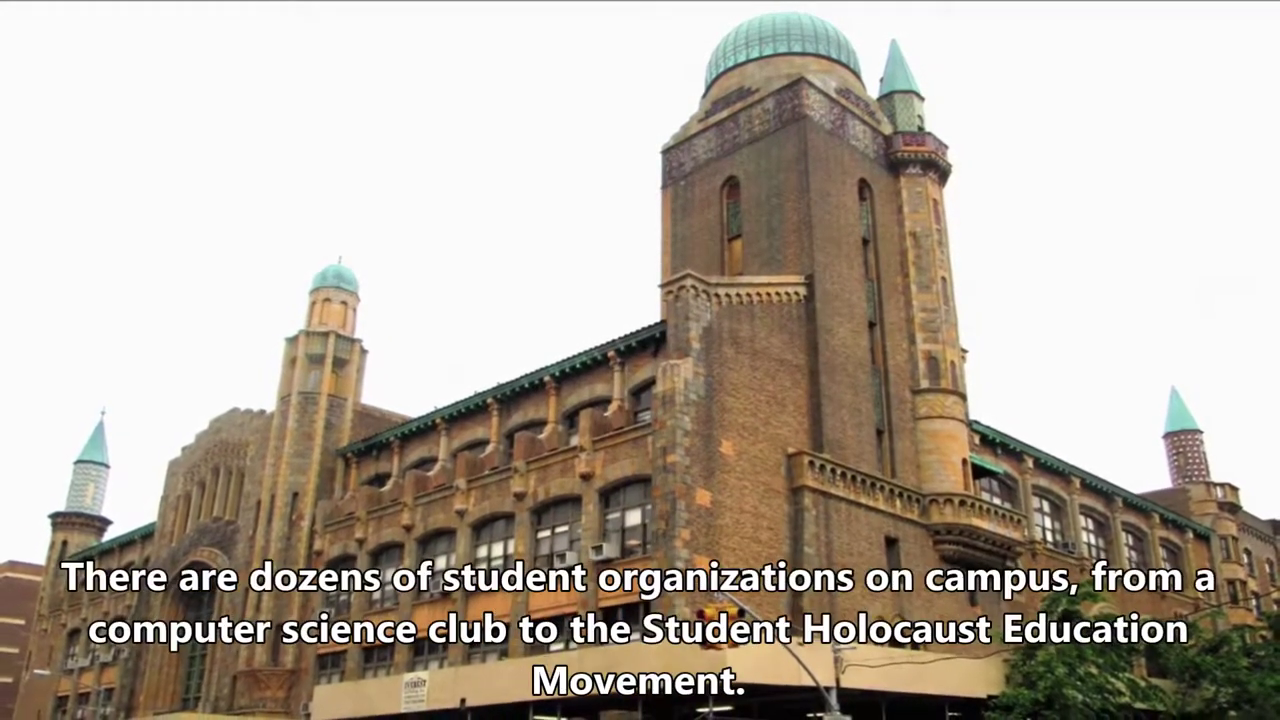 There are dozens of student organizations on campus, from a
computer science club to the Student Holocaust Education
Movement.